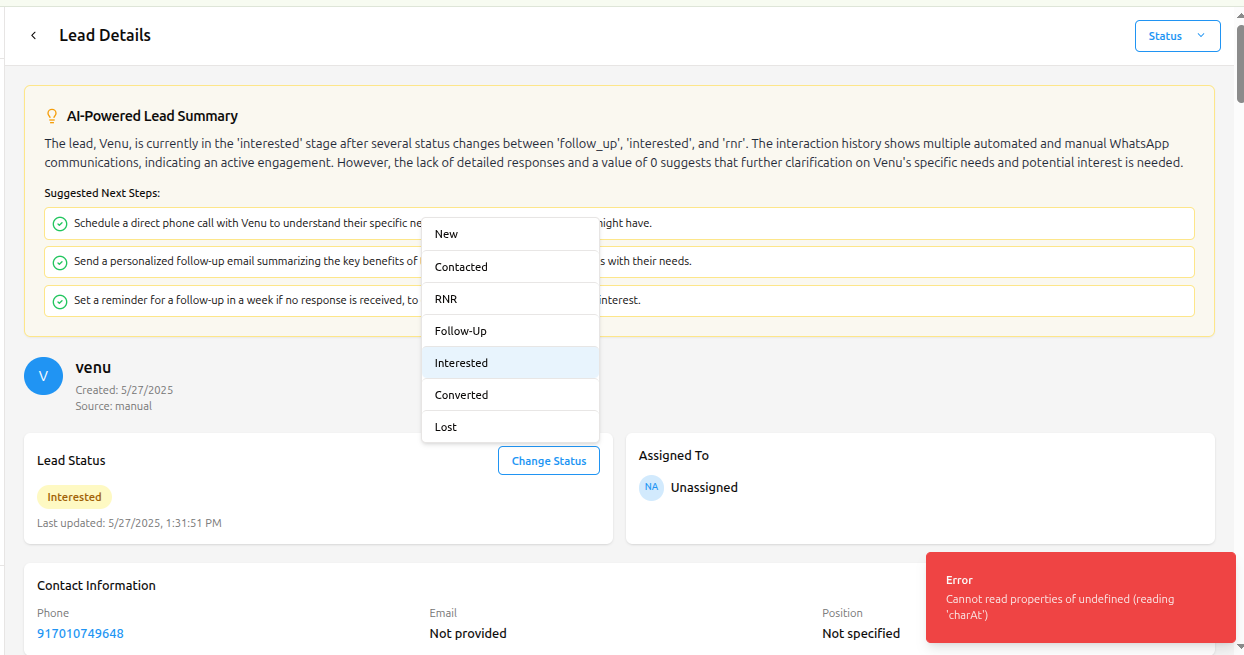 Lead Details
Status
AI-Powered Lead Summary
The lead, Venu, is currently in the 'interested' stage after several status changes between 'follow_up', 'interested', and 'rnr'. The interaction history shows multiple automated and manual WhatsApp
communications, indicating an active engagement. However, the lack of detailed responses and a value of 0 suggests that further clarification on Venu's specific needs and potential interest is needed.
Suggested Next Steps:
Schedule a direct phone call with Venu to understand their specific might have.
Send a personalized follow-up email summarizing the key benefits of with their needs.
Set a reminder for a follow-up in a week if no response is received, to interest.
New
Contacted
RNR
Follow-Up
Interested
Converted
Lost
V
venu
Created: 5/27/2025
Source: manual
Lead Status
Change Status
Interested
Last updated: 5/27/2025, 1:31:51 PM
Assigned To
NA
Unassigned
Contact Information
Phone
917010749648
Email
Not provided
Position
Not specified
Error
Cannot read properties of undefined (reading
'charAt')